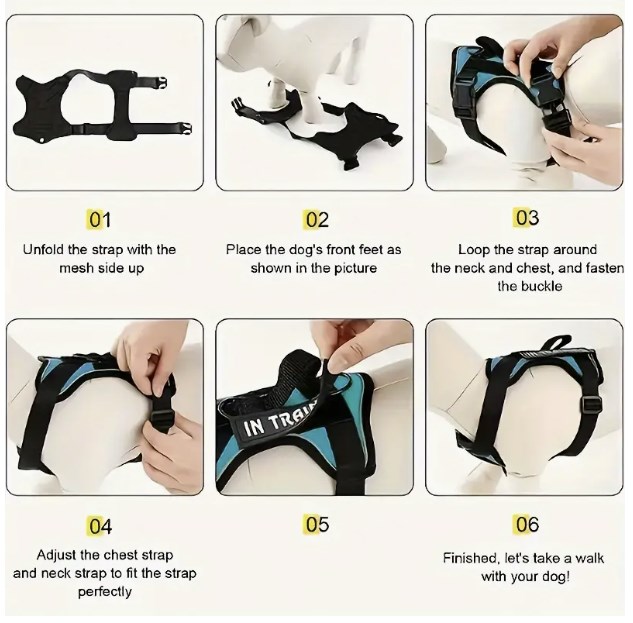 01
02
03
Unfold the strap with the
mesh side up
Place the dog's front feet as
shown in the picture
Loop the strap around
the neck and chest, and fasten
the buckle
IN TRAIN
04
05
06
Adjust the chest strap
and neck strap to fit the strap
perfectly
Finished, let's take a walk
with your dog!